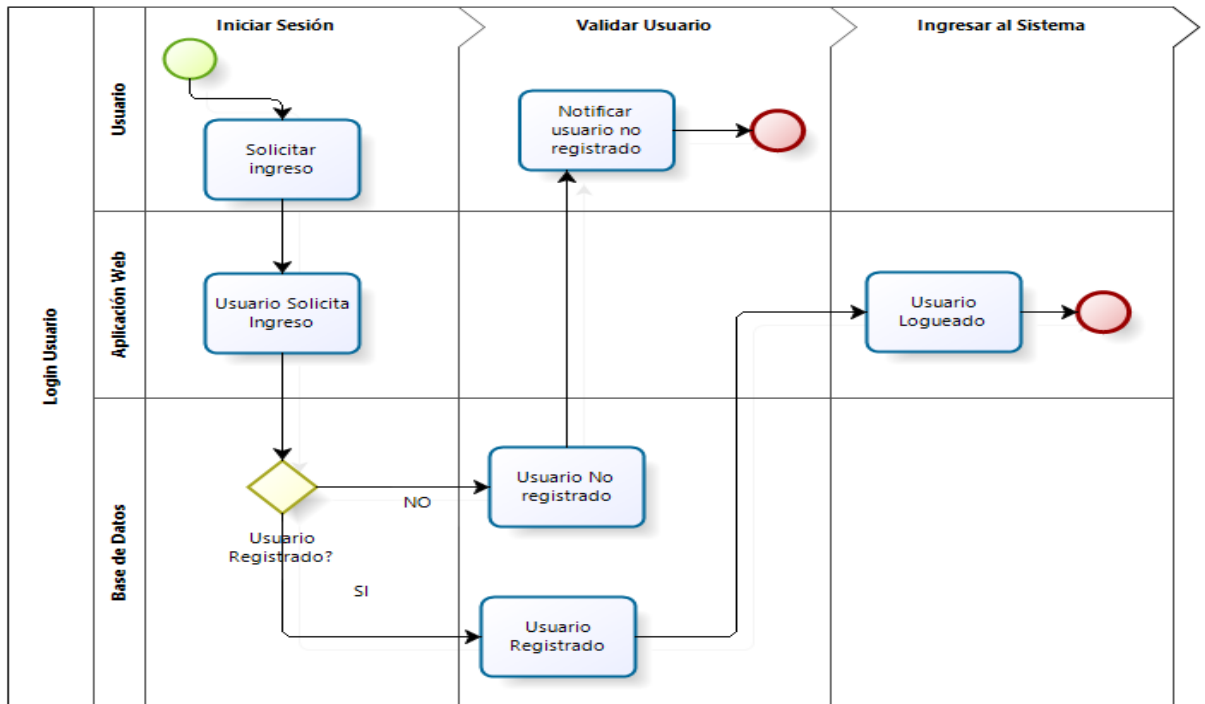 Iniciar Sesión
Validar Usuario
Ingresar al Sistema
Login Usuario
Usuario
Solicitar
ingreso
Notificar
usuario no
registrado
Aplicación Web
Usuario Solicita
Ingreso
Usuario
Logueado
Base de Datos
Usuario
Registrado?
NO
Usuario No
registrado
SI
Usuario
Registrado